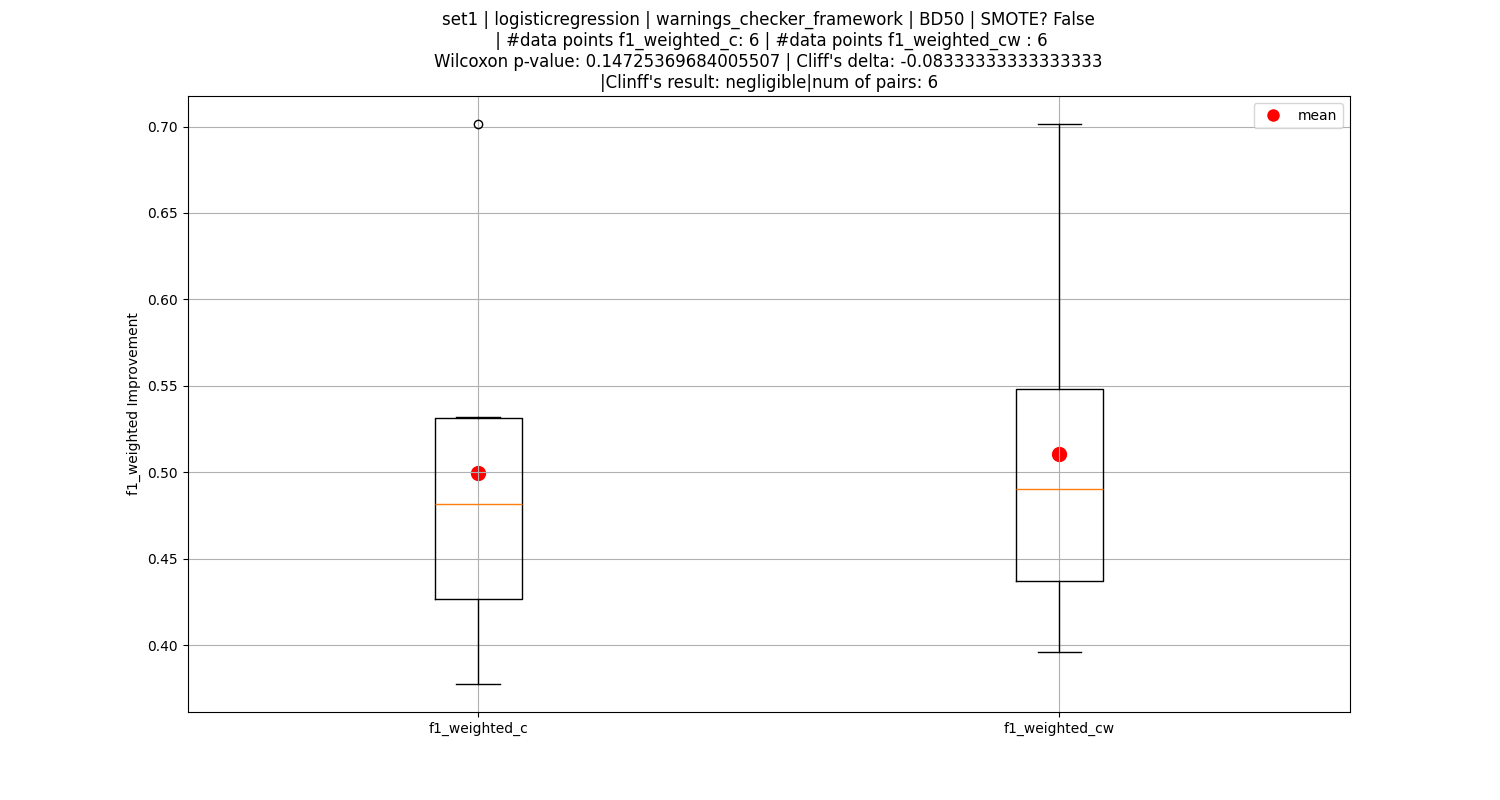 set1 | logisticregression | warnings_checker_framework | BD50 | SMOTE? False
| #data points f1_weighted_c: 6 | #data points f1_weighted_cw : 6
Wilcoxon p-value: 0.14725369684005507 | Cliff's delta: -0.08333333333333333
|Clinff's result: negligible|num of pairs: 6
mean
0.70
0.65
0.60
0.55
0.50
0.45
0.40
f1_weighted Improvement
f1_weighted_c
f1_weighted_cw